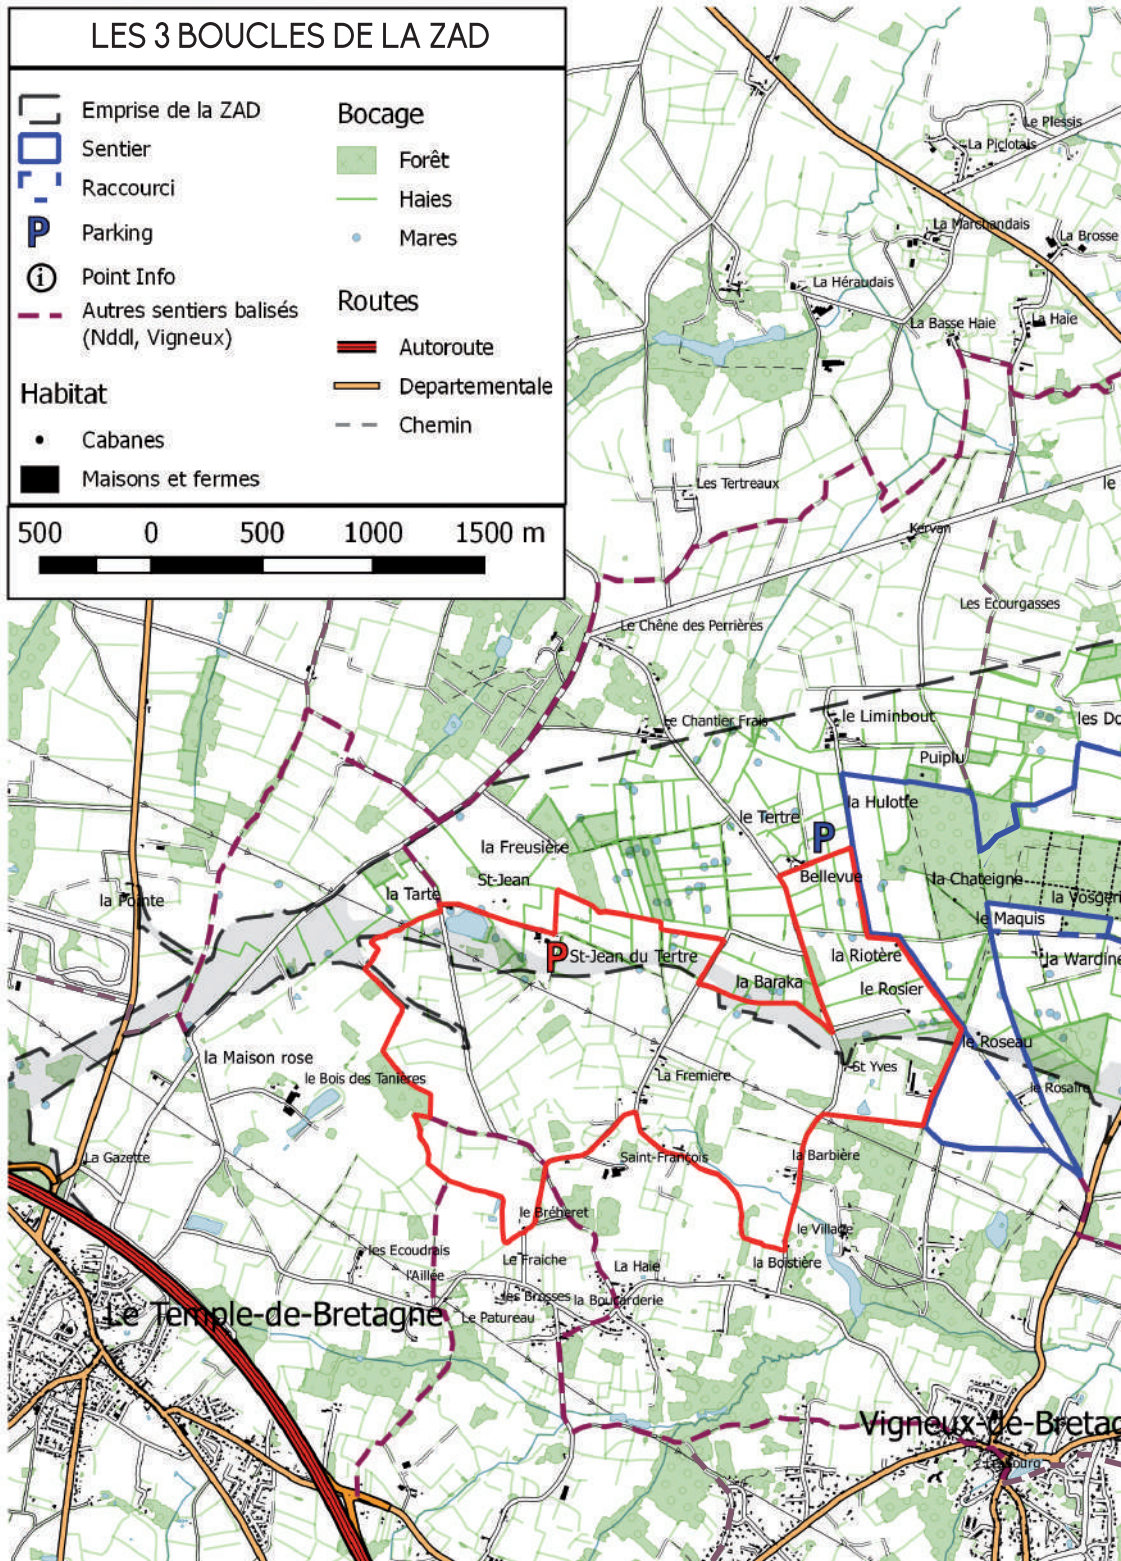 LES 3 BOUCLES DE LA ZAD
Emprise de la ZAD
Sentier
Raccourci
P
Parking
i
Point Info
Autres sentiers balisés
(Nddl, Vigneux)
Habitat
Cabanes
Maisons et fermes
Bocage
Forêt
Haies
Mares
Routes
Autoroute
Departementale
Chemin
500 0 500 1000 1500 m
Le Plessis
La Piclotais
La Marchandais
La Brosse
La Héraudais
La Basse Haie
La Haie
Les Tertreaux
le
Kervan
Les Ecourgasses
Le Chêne des Perrières
le Chantier Frais
le Liminbout
les Do
Puiplu
la Hulotte
le Tertre
P
la Freusière
Bellevue
St-Jean
la Chateigne
la Tarte
la Pointe
la Vosgeri
le Maquis
P
St-Jean du Tertre
la Riotère
la Wardine
la Baraka
le Rosier
le Roseau
la Maison rose
St Yves
La Fremiere
le Bois des Tanières
le Rosaire
La Gazette
Saint-François
la Barbière
le Bréheret
le Village
les Ecoudrais
Le Fraiche
la Boistière
l'Aillée
La Haie
les Brosses
la Boutarderie
Le Temple-de-Bretagne
Le Patureau
Vigneux-de-Bretag